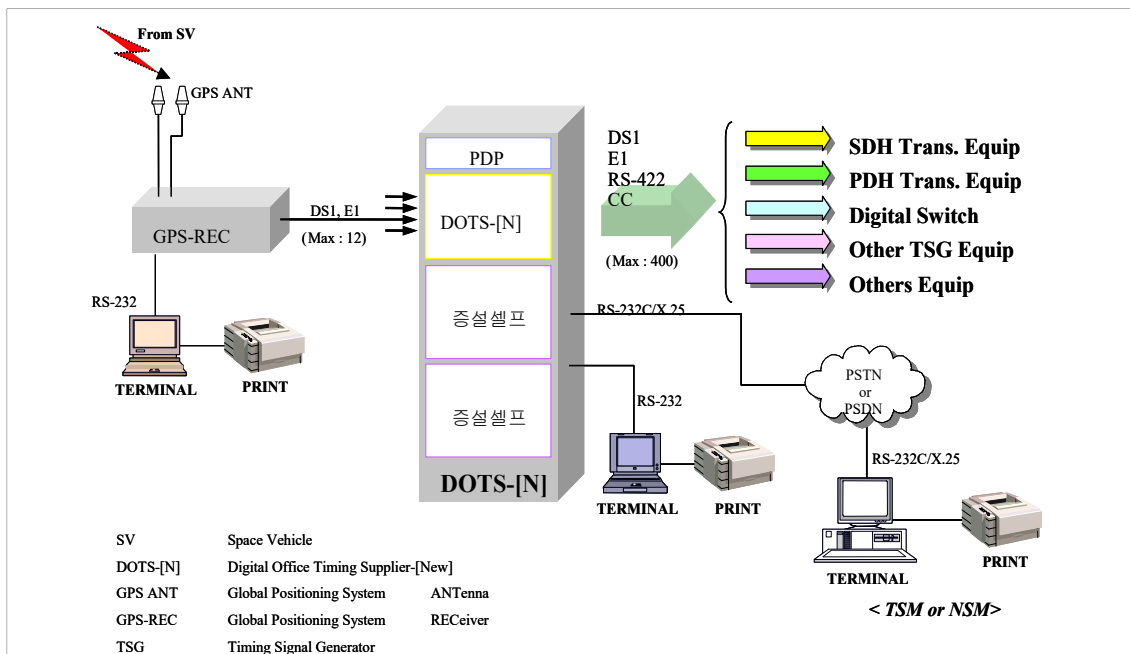 From SV
GPS ANT
GPS-REC
DS1, E1
(Max : 12)
RS-232
TERMINAL
PRINT
PDP
DOTS-[N]
증설셀프
증설셀프
DOTS-[N]
DS1
E1
RS-422
CC
(Max : 400)
SDH Trans. Equip
PDH Trans. Equip
Digital Switch
Other TSG Equip
Others Equip
RS-232C/X.25
RS-232
TERMINAL
PRINT
PSTN
or
PSDN
RS-232C/X.25
TERMINAL
PRINT
< TSM or NSM>
SV Space Vehicle
DOTS-[N] Digital Office Timing Supplier-[New]
GPS ANT Global Positioning System ANTenna
GPS-REC Global Positioning System RECeiver
TSG Timing Signal Generator